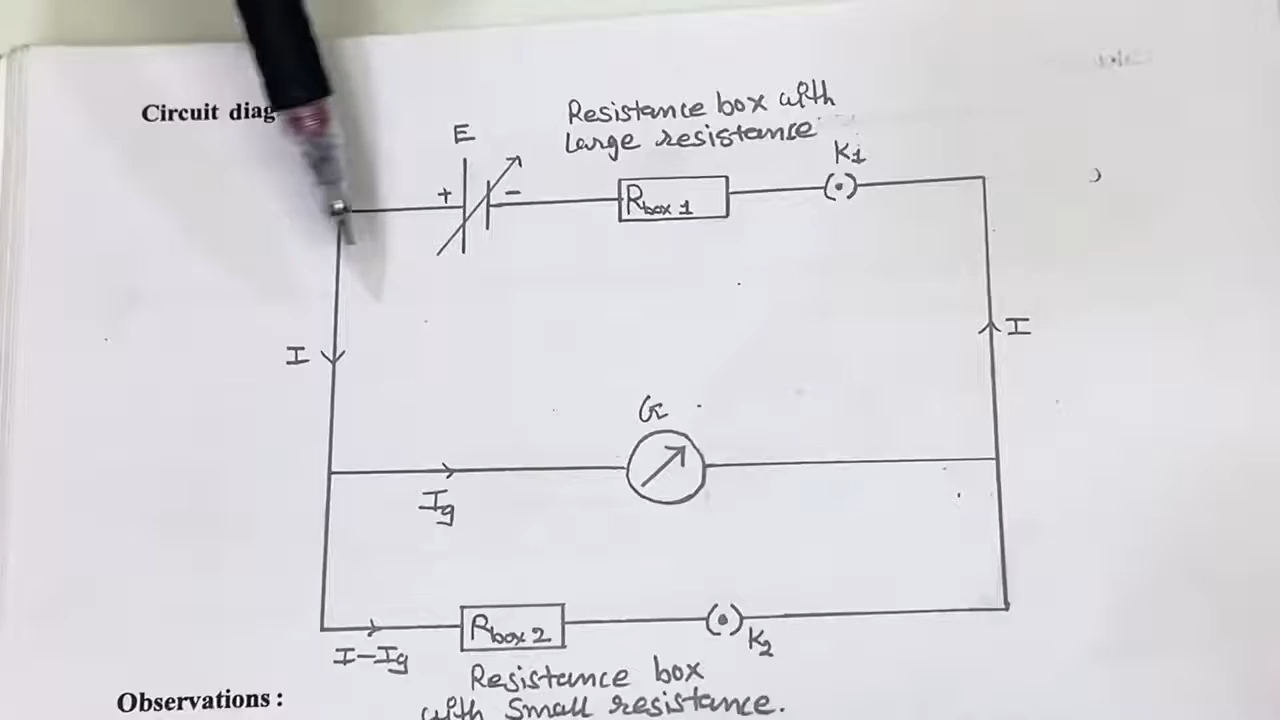 Circuit diag
Resistance box with
large resistance
E
K1
+
−
Rbox 1
I
I
G
Ig
Rbox 2
K2
I−Ig
Resistance box
with small resistance.
Observations :